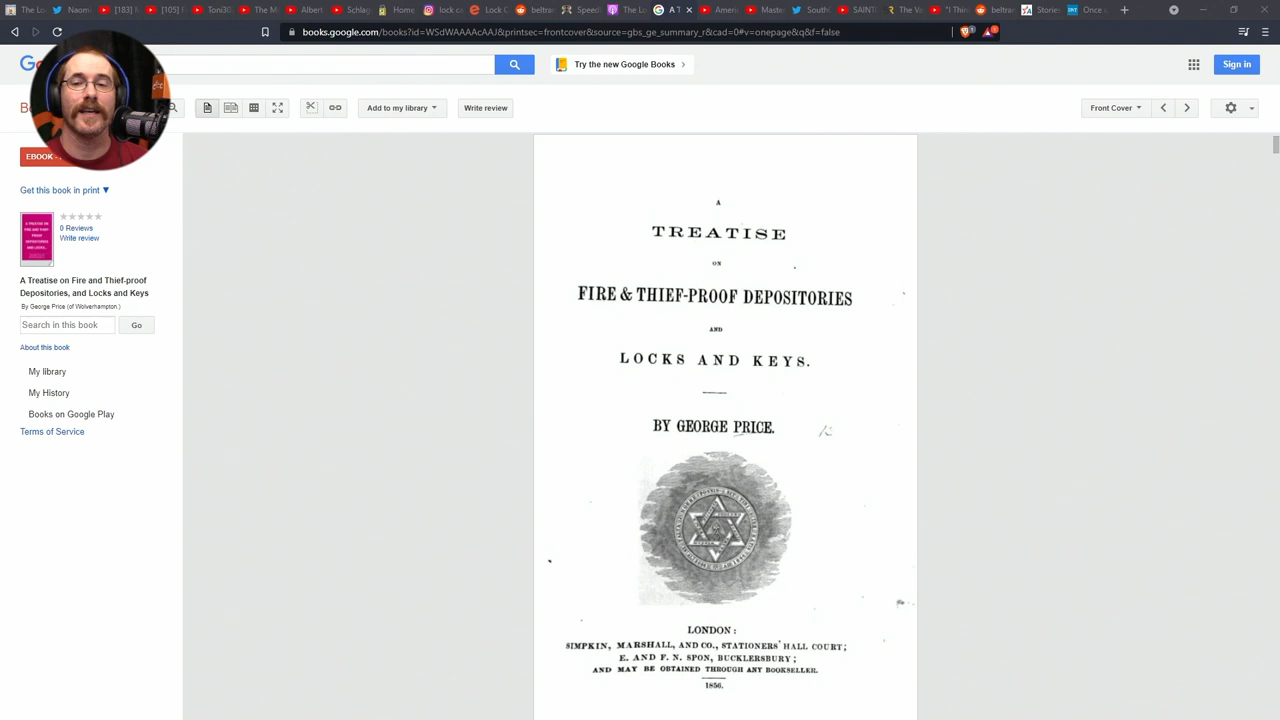 books.google.com/books?id=WSdWAAAAcAAJ&printsec=frontcover&source=gbs_ge_summary_r&cad=0#v=onepage&q&f=false
Try the new Google Books
Sign in
Add to my library
Write review
Front Cover
EBOOK -
Get this book in print ▼
0 Reviews
Write review
A Treatise on Fire and Thief-proof
Depositories, and Locks and Keys
By George Price (of Wolverhampton.)
Search in this book
Go
About this book
My library
My History
Books on Google Play
Terms of Service
A
TREATISE
ON
FIRE & THIEF-PROOF DEPOSITORIES
AND
LOCKS AND KEYS.
BY GEORGE PRICE.
LONDON:
SIMPKIN, MARSHALL, AND CO., STATIONERS' HALL COURT;
E. AND F. N. SPON, BUCKLERSBURY;
AND MAY BE OBTAINED THROUGH ANY BOOKSELLER.
1856.